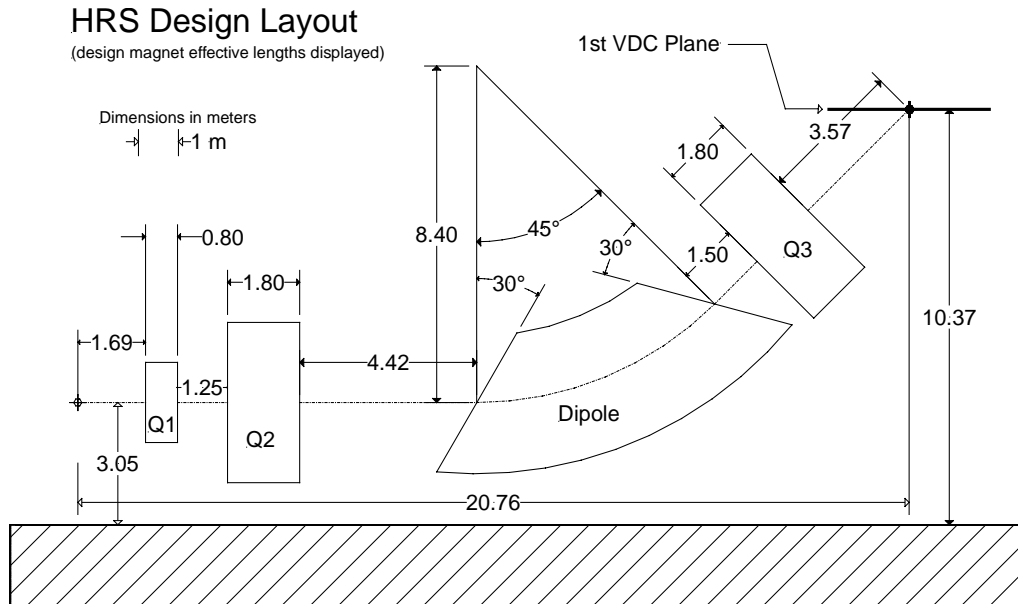 HRS Design Layout
(design magnet effective lengths displayed)
1st VDC Plane
Dimensions in meters
1 m
3.57
1.80
0.80
8.40
45°
30°
1.50
Q3
1.80
30°
10.37
1.69
4.42
1.25
Q1
Q2
Dipole
3.05
20.76